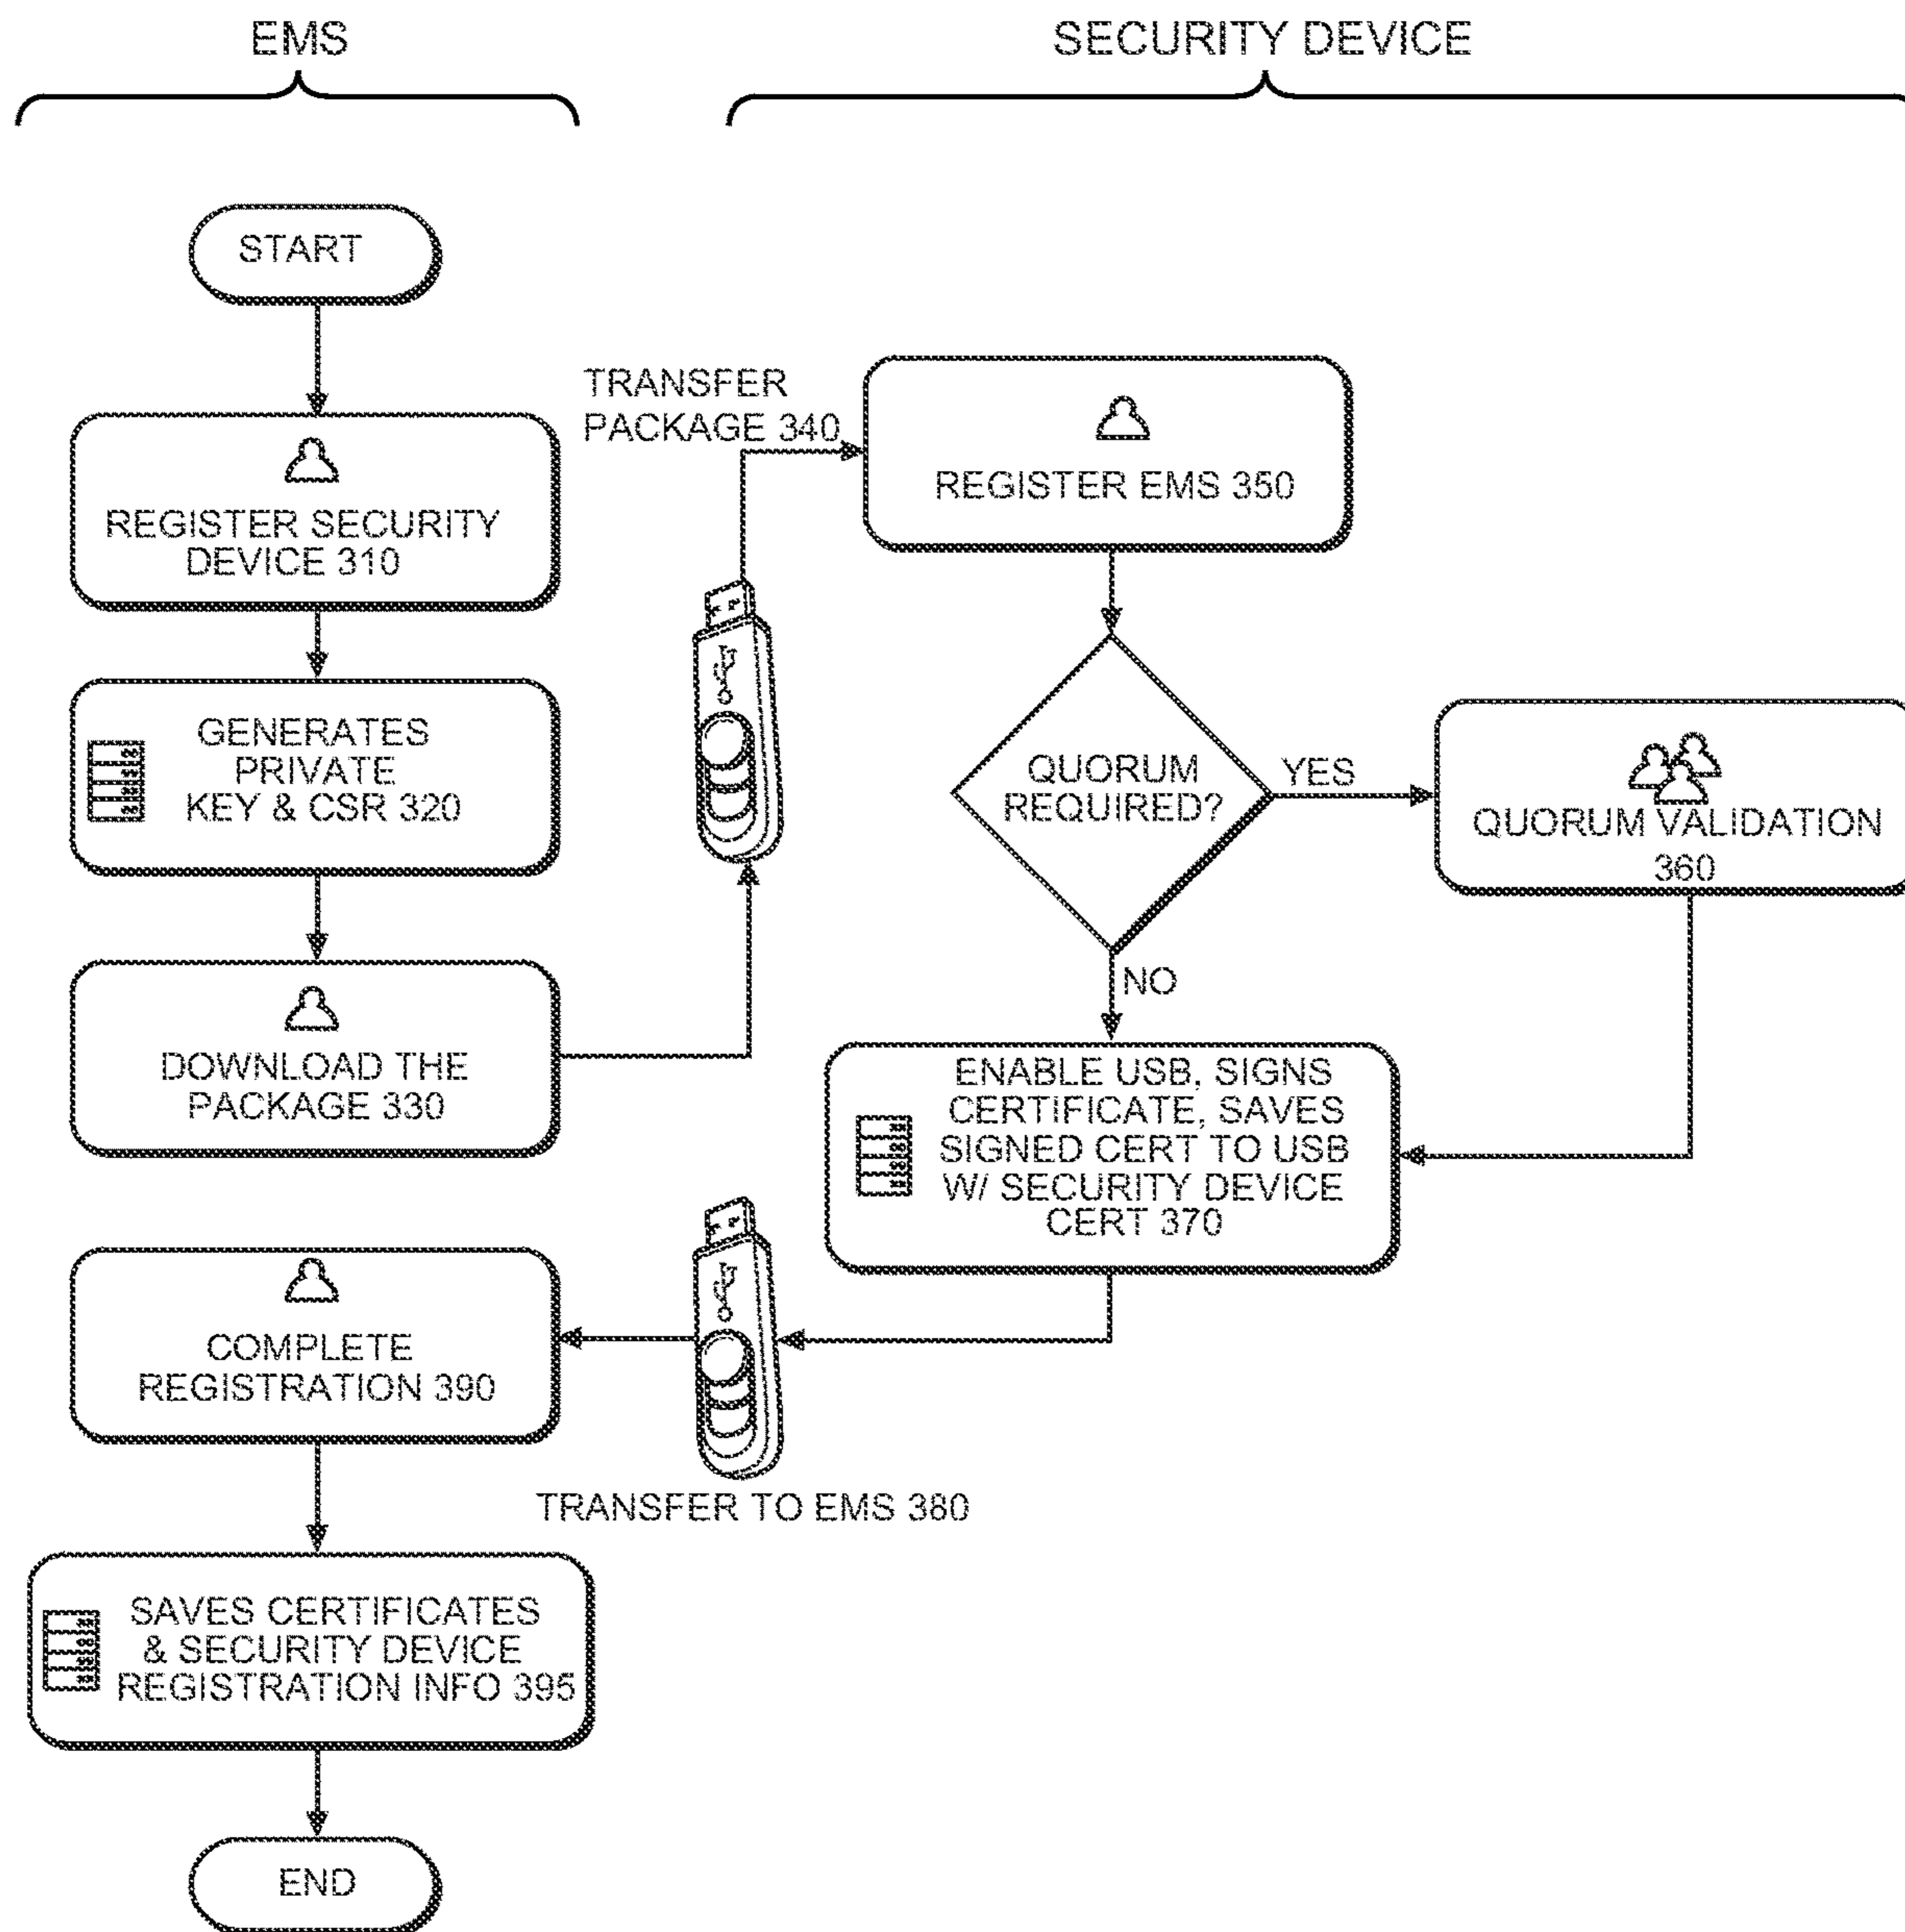 EMS
SECURITY DEVICE
START
REGISTER SECURITY
DEVICE 310
GENERATES
PRIVATE
KEY & CSR 320
DOWNLOAD THE
PACKAGE 330
TRANSFER
PACKAGE 340
REGISTER EMS 350
QUORUM
REQUIRED?
YES
QUORUM VALIDATION
360
NO
ENABLE USB, SIGNS
CERTIFICATE, SAVES
SIGNED CERT TO USB
W/ SECURITY DEVICE
CERT 370
TRANSFER TO EMS 380
COMPLETE
REGISTRATION 390
SAVES CERTIFICATES
& SECURITY DEVICE
REGISTRATION INFO 395
END